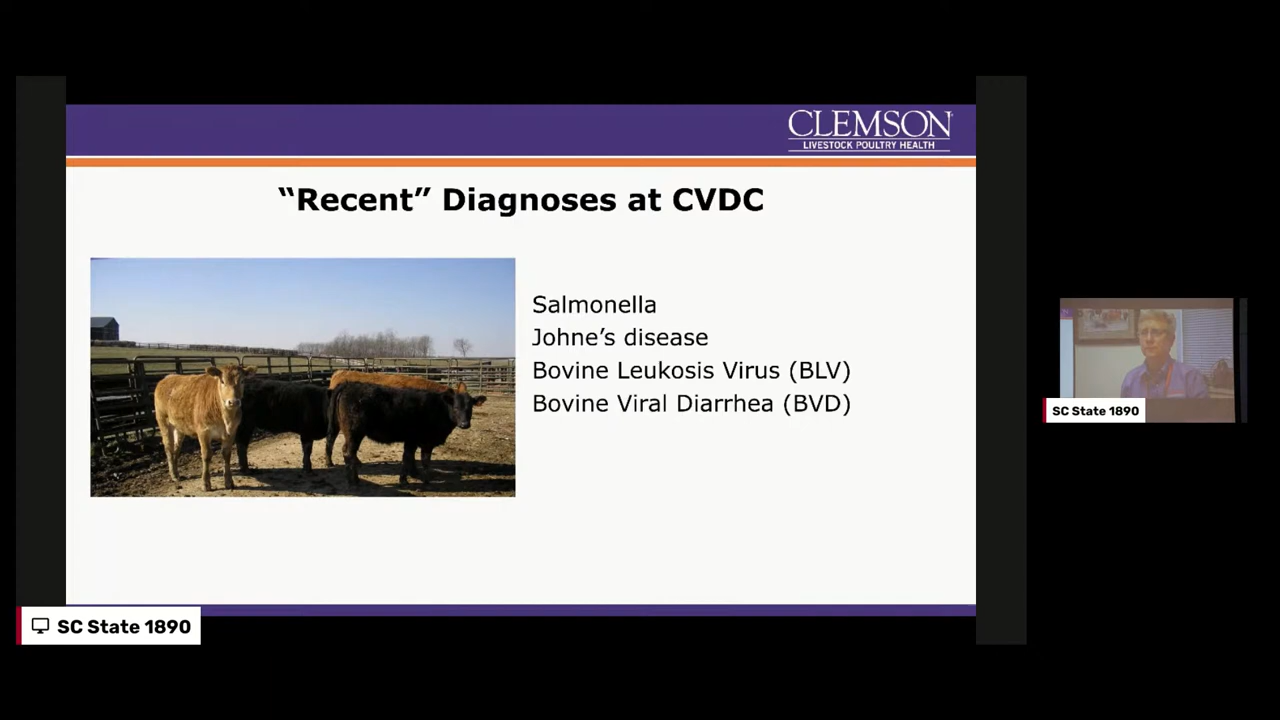 CLEMSON
LIVESTOCK POULTRY HEALTH
“Recent” Diagnoses at CVDC
Salmonella
Johne’s disease
Bovine Leukosis Virus (BLV)
Bovine Viral Diarrhea (BVD)
SC State 1890
SC State 1890